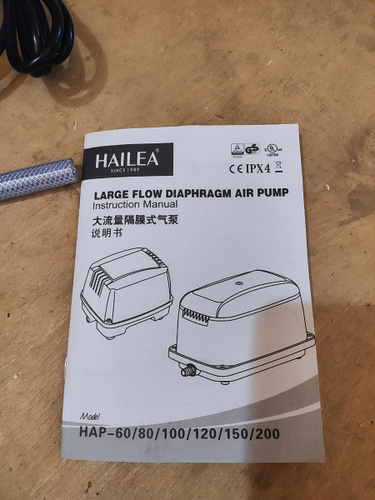 HAILEA®
SINCE 1989
CE IPX4
LARGE FLOW DIAPHRAGM AIR PUMP
Instruction Manual
大流量隔膜式气泵
说明书
Model
HAP-60/80/100/120/150/200